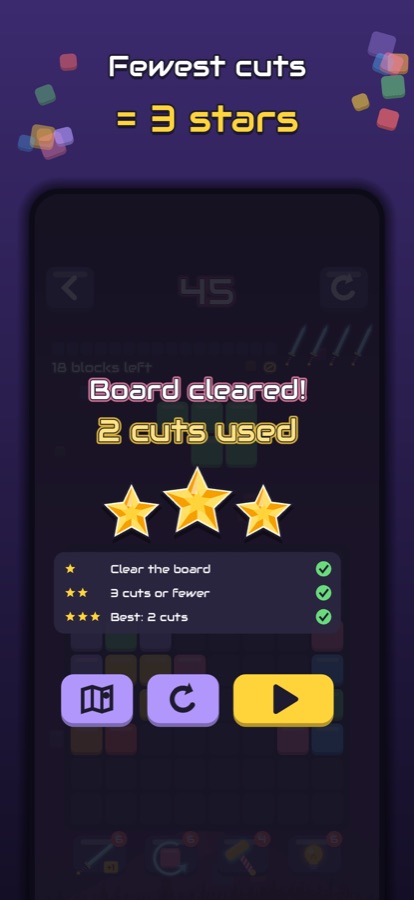 Fewest cuts
= 3 stars
45
18 blocks left
Board cleared!
2 cuts used
Clear the board
3 cuts or fewer
Best: 2 cuts